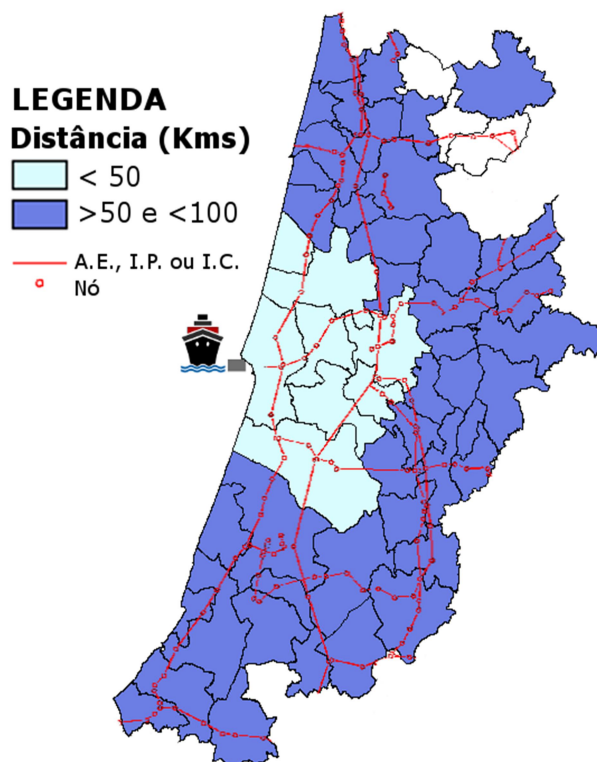 LEGENDA
Distância (Kms)
< 50
>50 e <100
A.E., I.P. ou I.C.
Nó